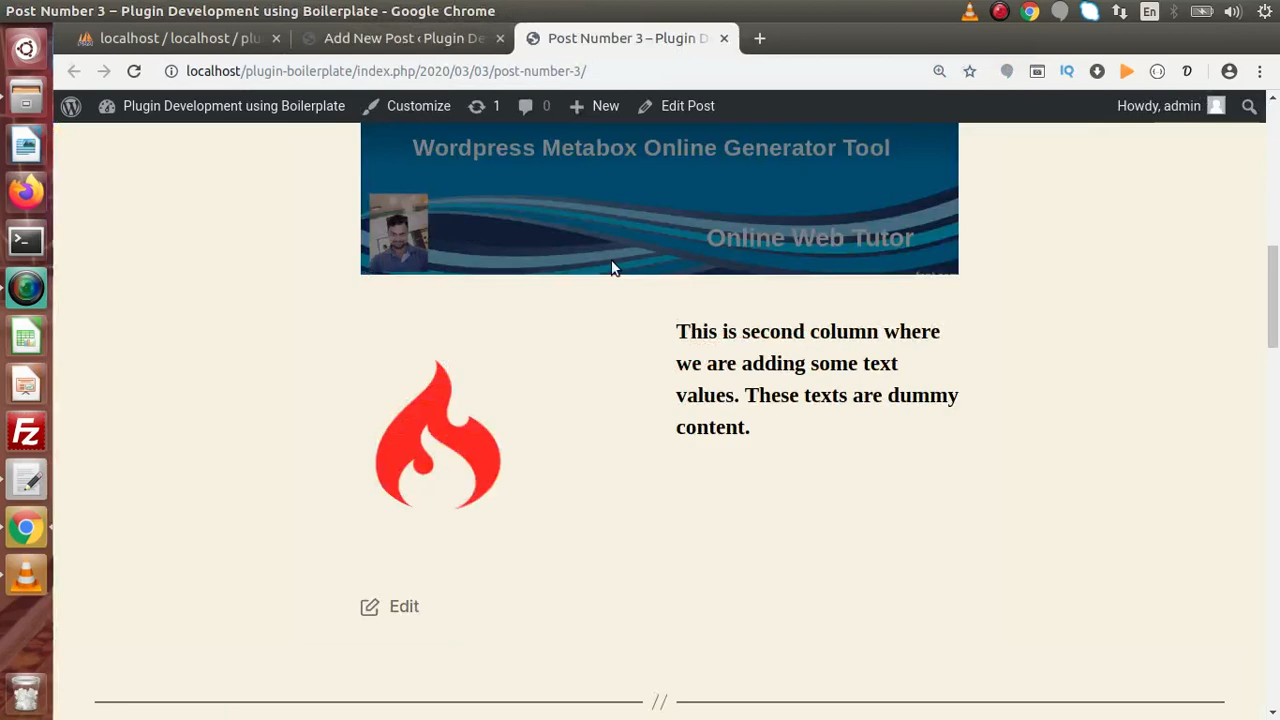 Post Number 3 – Plugin Development using Boilerplate - Google Chrome
En
localhost / localhost / plu
Add New Post ‹ Plugin De
Post Number 3 – Plugin D
localhost/plugin-boilerplate/index.php/2020/03/03/post-number-3/
IQ
Plugin Development using Boilerplate
Customize
1
0
New
Edit Post
Howdy, admin
Wordpress Metabox Online Generator Tool
Online Web Tutor
This is second column where
we are adding some text
values. These texts are dummy
content.
Edit
//